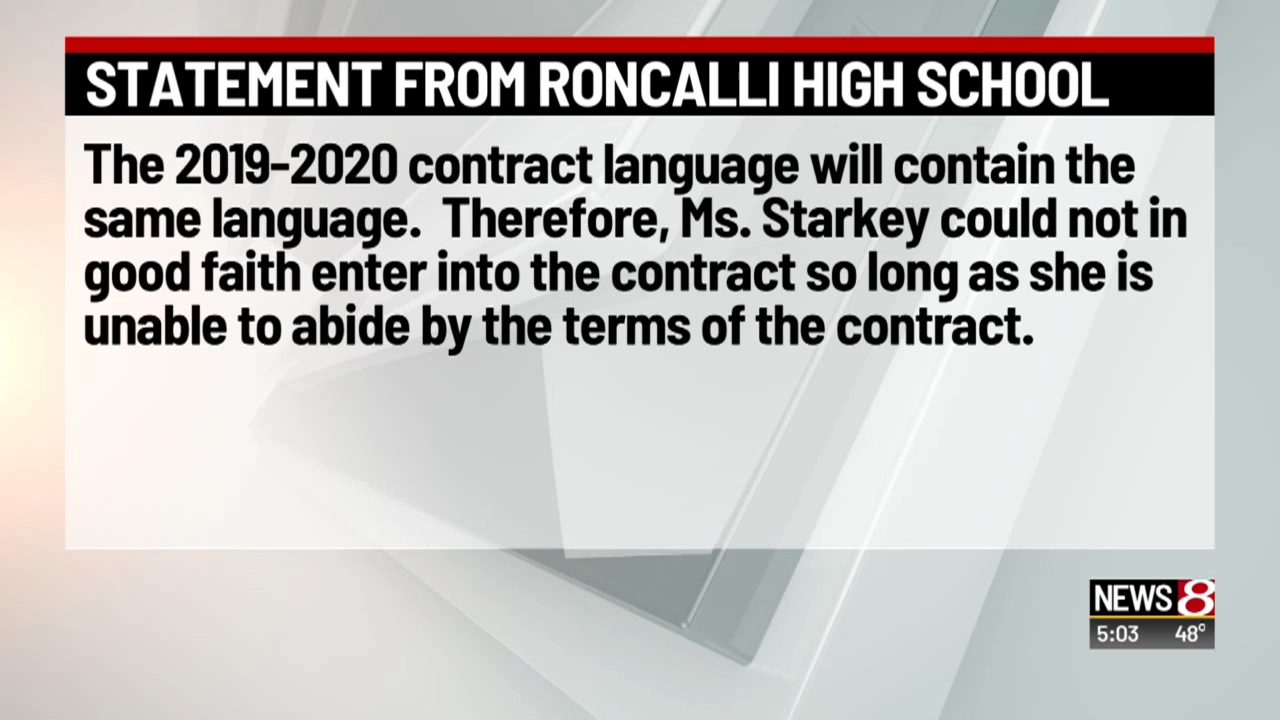 STATEMENT FROM RONCALLI HIGH SCHOOL
The 2019-2020 contract language will contain the
same language.  Therefore, Ms. Starkey could not in
good faith enter into the contract so long as she is
unable to abide by the terms of the contract.
NEWS 8
5:03 48°